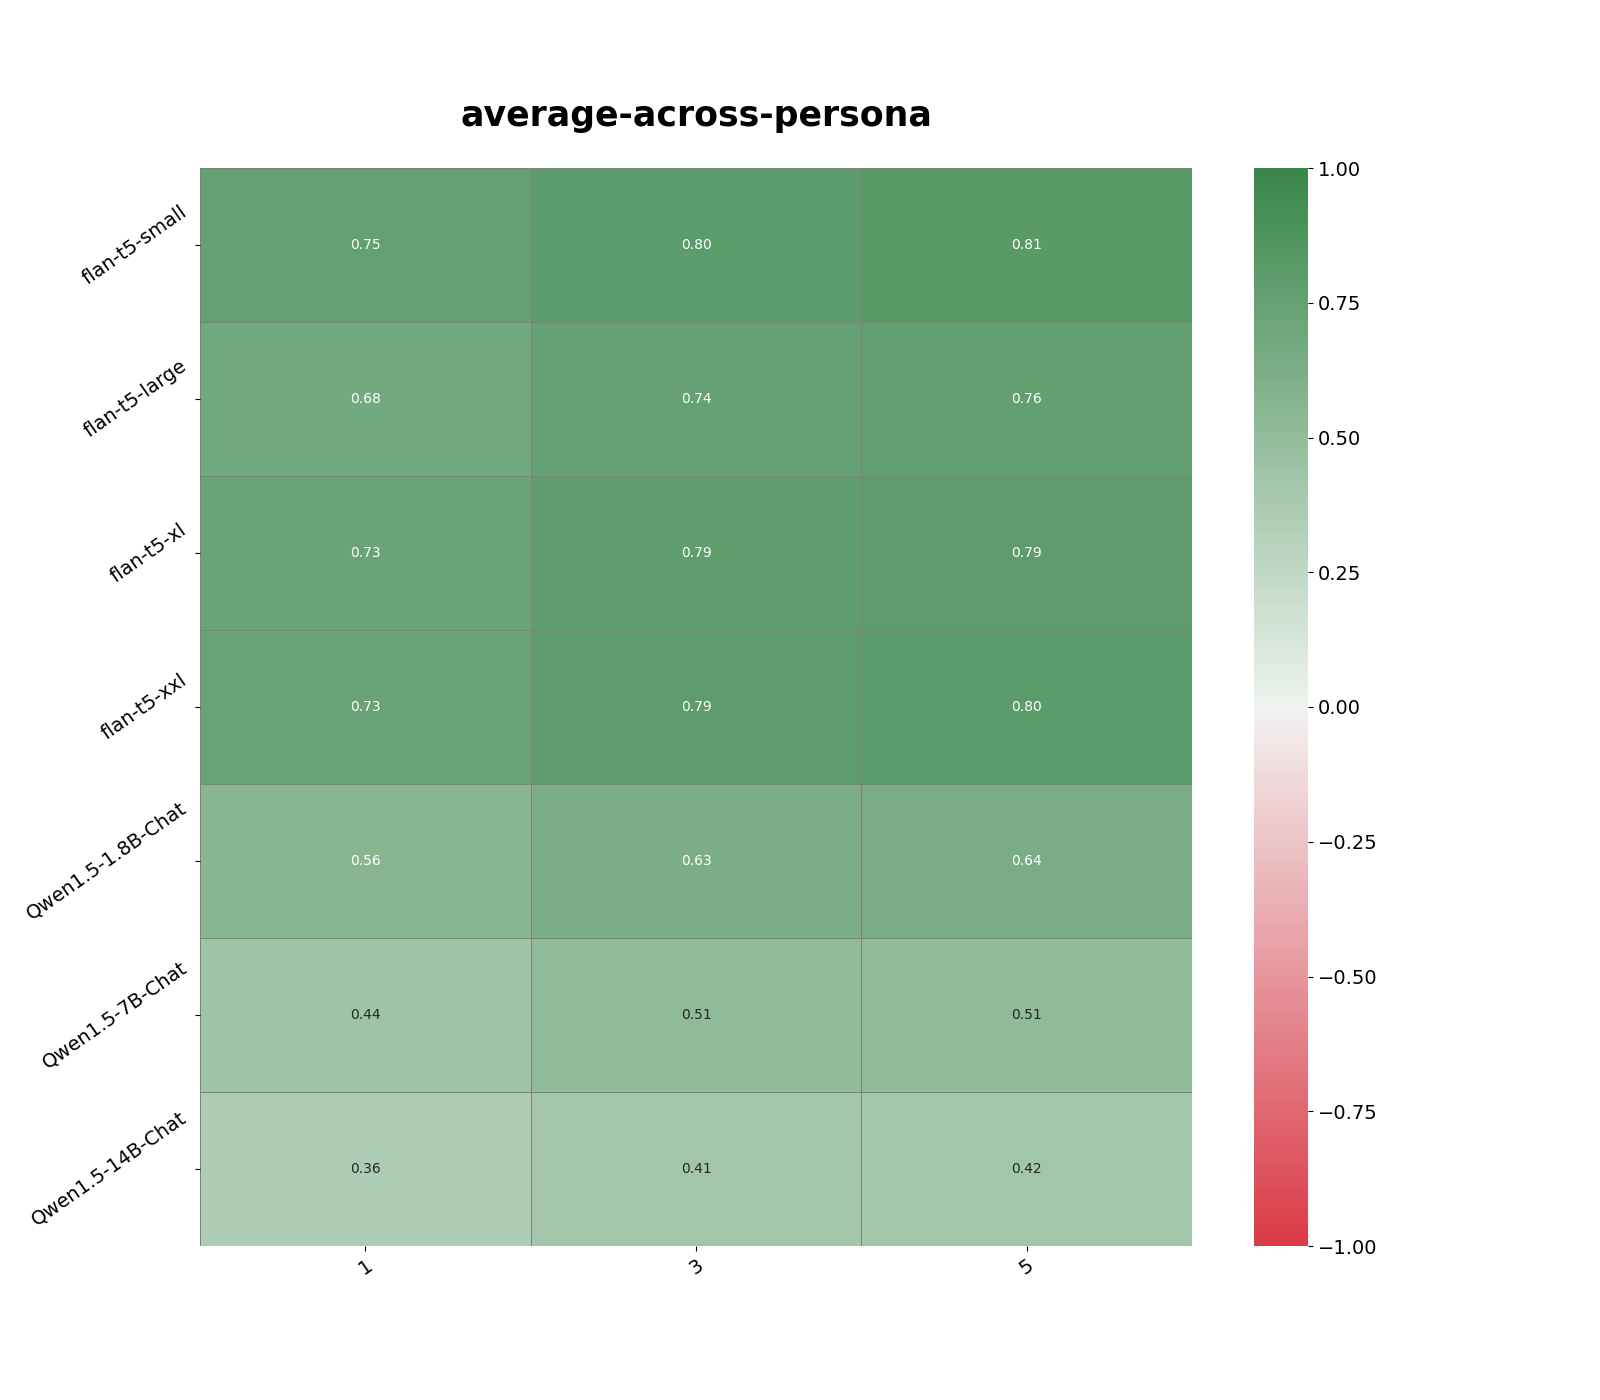 average-across-persona
flan-t5-small 0.75 0.80 0.81
flan-t5-large 0.68 0.74 0.76
flan-t5-xl 0.73 0.79 0.79
flan-t5-xxl 0.73 0.79 0.80
Qwen1.5-1.8B-Chat 0.56 0.63 0.64
Qwen1.5-7B-Chat 0.44 0.51 0.51
Qwen1.5-14B-Chat 0.36 0.41 0.42
1 3 5
1.00
0.75
0.50
0.25
0.00
−0.25
−0.50
−0.75
−1.00